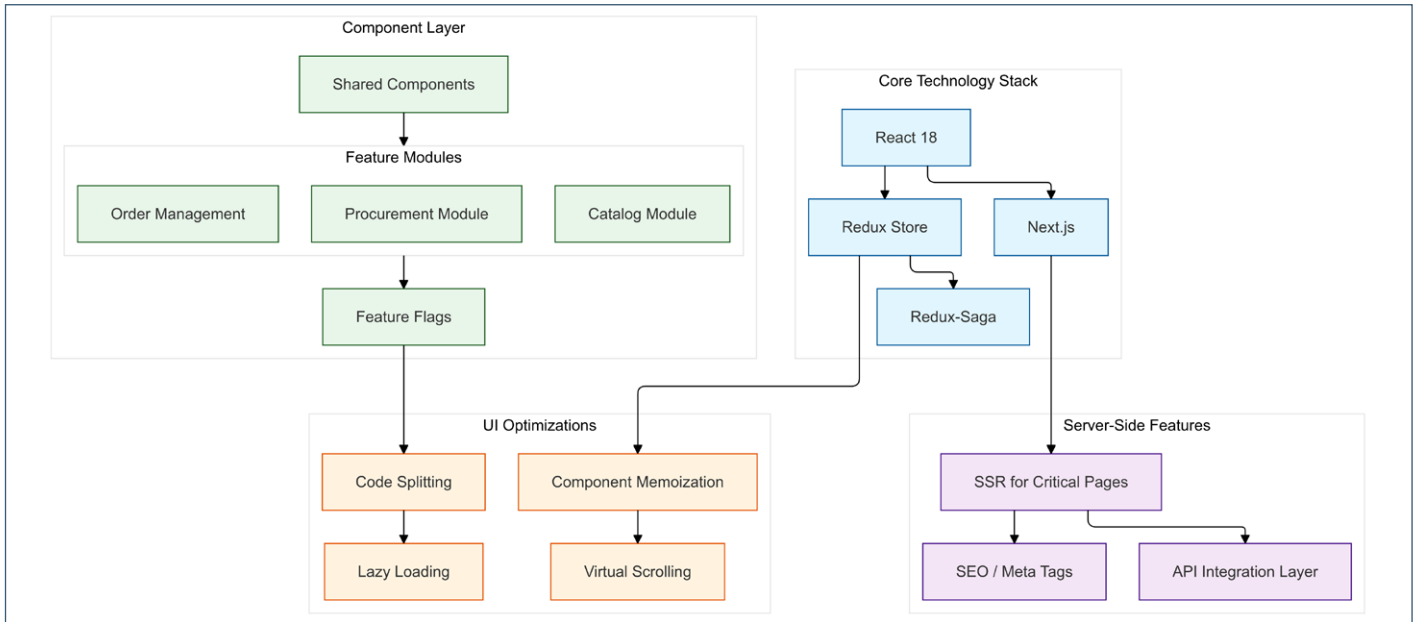 Component Layer
Shared Components
Feature Modules
Order Management
Procurement Module
Catalog Module
Feature Flags
Core Technology Stack
React 18
Redux Store
Next.js
Redux-Saga
UI Optimizations
Code Splitting
Component Memoization
Lazy Loading
Virtual Scrolling
Server-Side Features
SSR for Critical Pages
SEO / Meta Tags
API Integration Layer